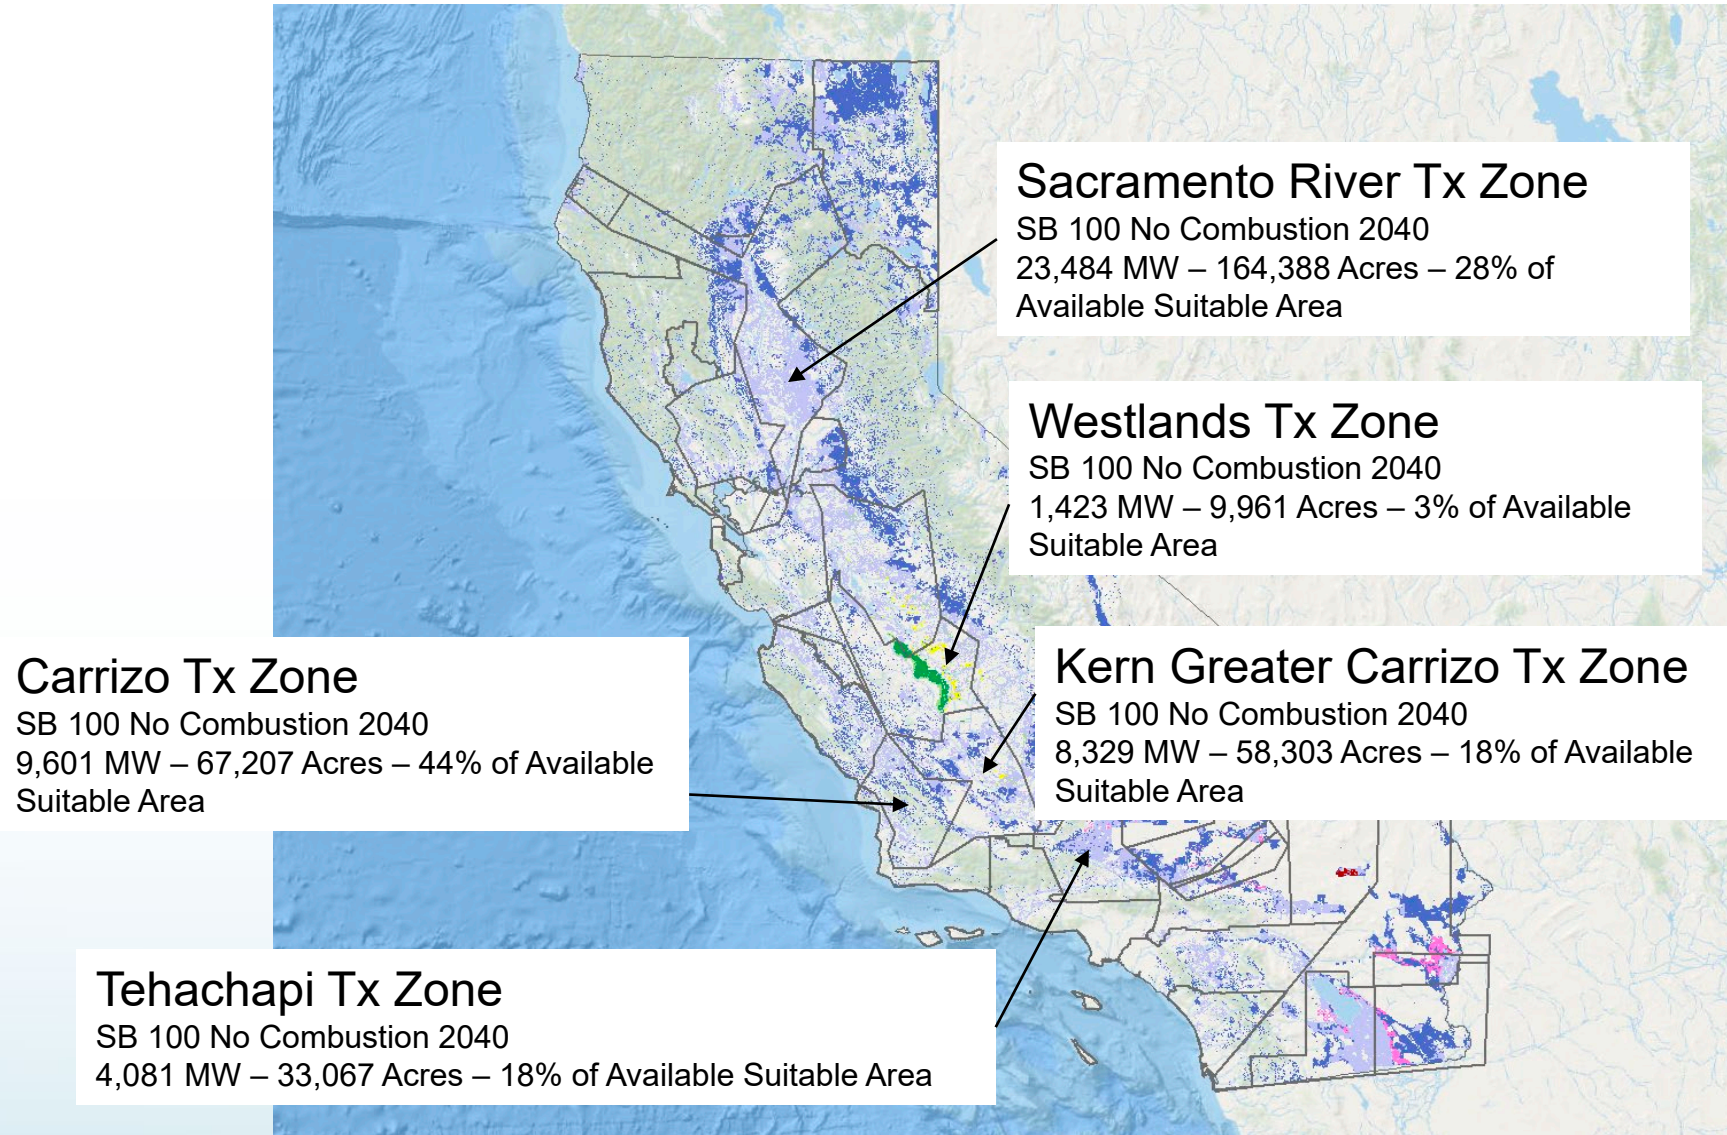 Sacramento River Tx Zone
SB 100 No Combustion 2040
23,484 MW – 164,388 Acres – 28% of
Available Suitable Area
Westlands Tx Zone
SB 100 No Combustion 2040
1,423 MW – 9,961 Acres – 3% of Available
Suitable Area
Carrizo Tx Zone
SB 100 No Combustion 2040
9,601 MW – 67,207 Acres – 44% of Available
Suitable Area
Kern Greater Carrizo Tx Zone
SB 100 No Combustion 2040
8,329 MW – 58,303 Acres – 18% of Available
Suitable Area
Tehachapi Tx Zone
SB 100 No Combustion 2040
4,081 MW – 33,067 Acres – 18% of Available Suitable Area